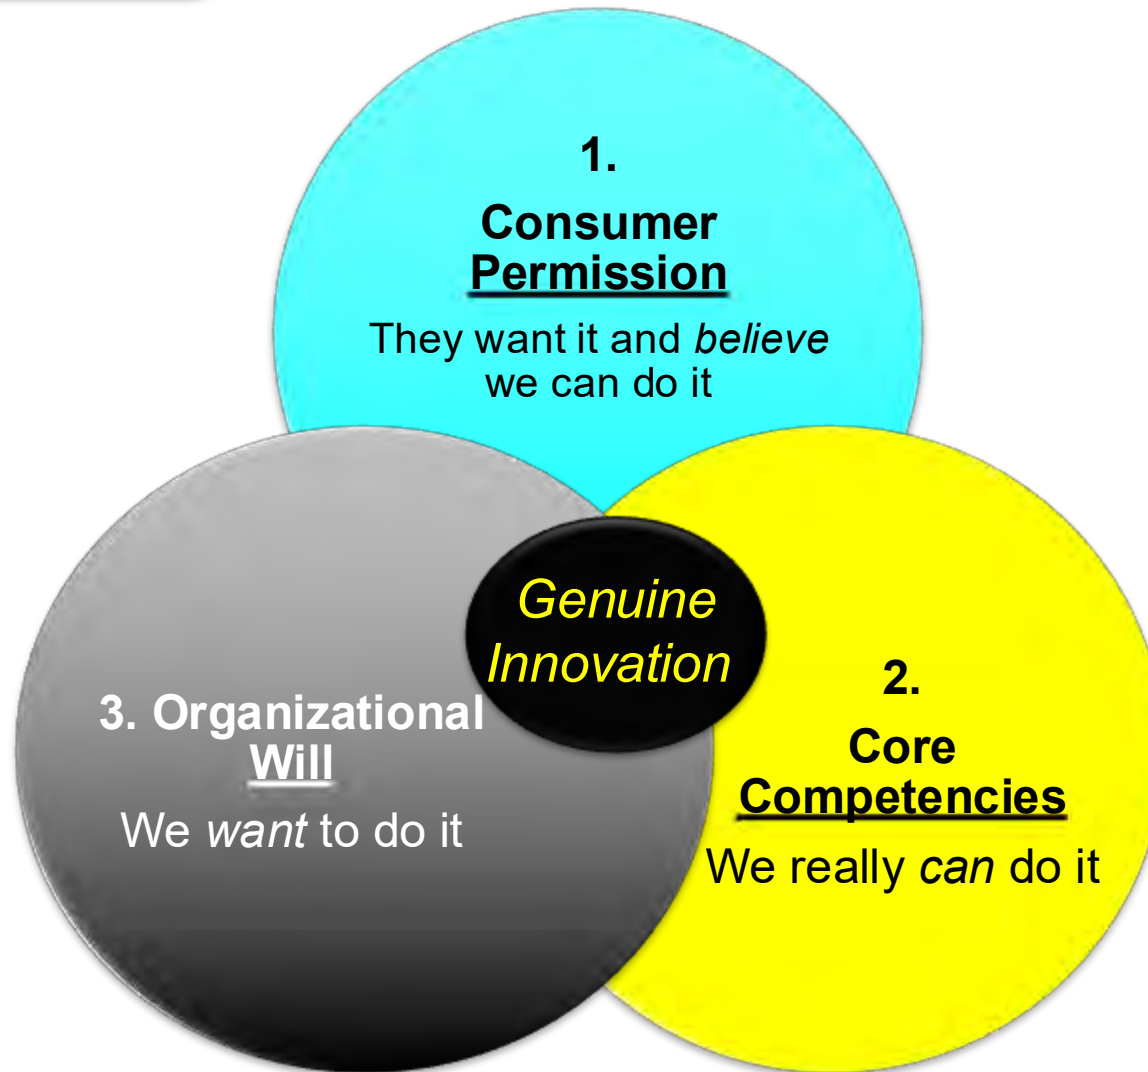 1.
Consumer
Permission
They want it and believe
we can do it
Genuine
Innovation
2.
Core
Competencies
We really can do it
3. Organizational
Will
We want to do it